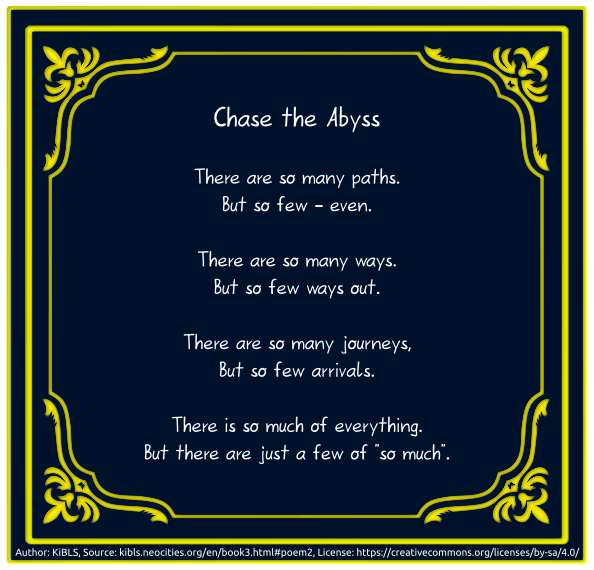 Chase the Abyss
There are so many paths.
But so few – even.
There are so many ways.
But so few ways out.
There are so many journeys,
But so few arrivals.
There is so much of everything.
But there are just a few of "so much".
Author: KiBLS, Source: kibls.neocities.org/en/book3.html#poem2, License: https://creativecommons.org/licenses/by-sa/4.0/